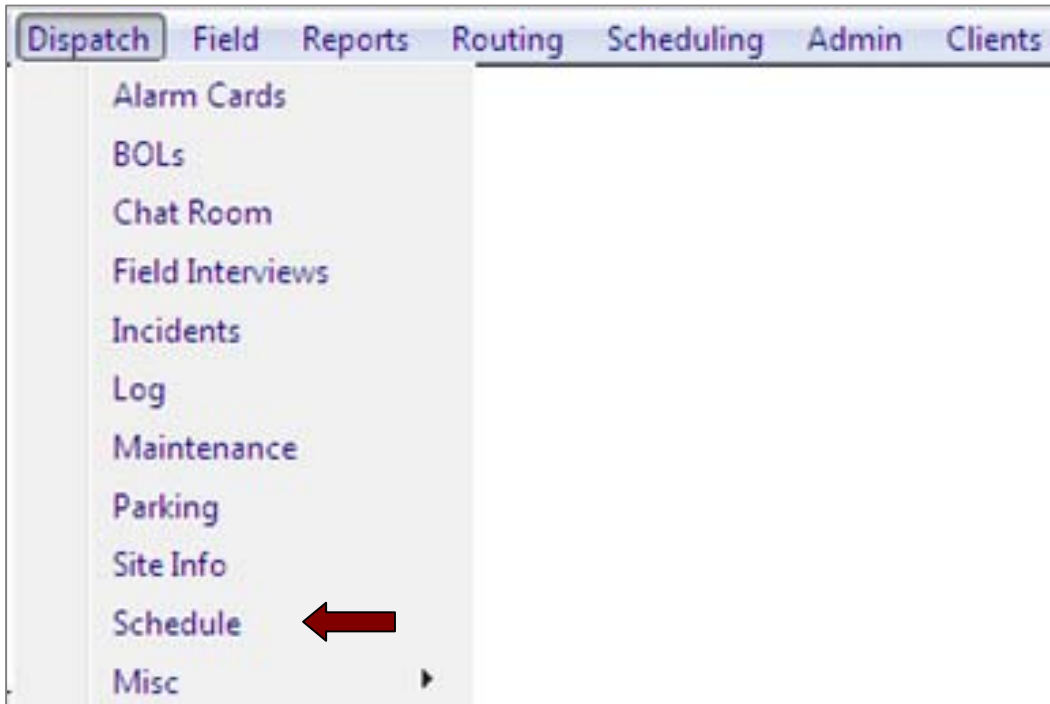 Dispatch Field Reports Routing Scheduling Admin Clients
Alarm Cards
BOLs
Chat Room
Field Interviews
Incidents
Log
Maintenance
Parking
Site Info
Schedule
Misc